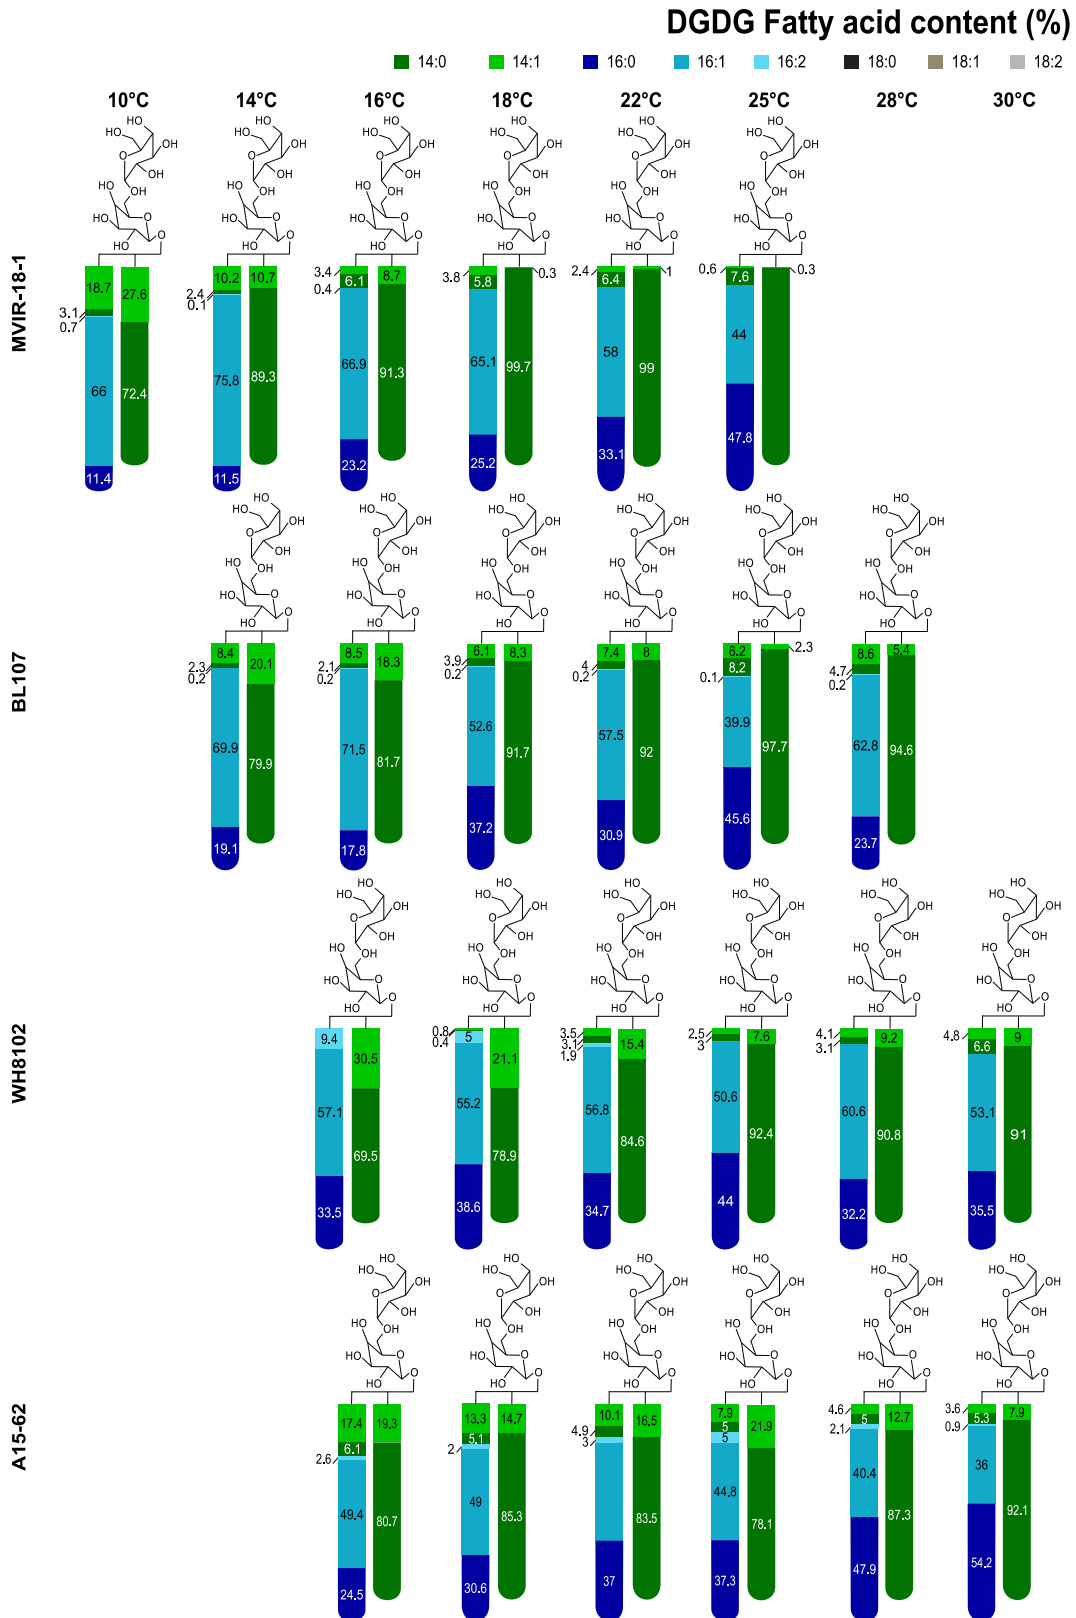 DGDG Fatty acid content (%)
14:0 14:1 16:0 16:1 16:2 18:0 18:1 18:2
10°C 14°C 16°C 18°C 22°C 25°C 28°C 30°C
MVIR-18-1
HO OH HO O OH OH HO OH HO O HO HO O
18.7 3.1 0.7 66 11.4 27.6 72.4
10.2 2.4 0.1 75.8 11.5 10.7 89.3
3.4 6.1 0.4 66.9 23.2 8.7 91.3
3.8 5.8 65.1 25.2 0.3 99.7
2.4 6.4 58 33.1 1 99
0.6 7.6 44 47.8 0.3
BL107
8.4 2.3 0.2 69.9 19.1 20.1 79.9
8.5 2.1 0.2 71.5 17.8 18.3 81.7
6.1 3.9 0.2 52.6 37.2 8.3 91.7
7.4 4 0.2 57.5 30.9 8 92
6.2 8.2 0.1 39.9 45.6 2.3 97.7
8.6 4.7 0.2 62.8 23.7 5.4 94.6
WH8102
9.4 57.1 33.5 30.5 69.5
0.8 0.4 5 55.2 38.6 21.1 78.9
3.5 3.1 1.9 56.8 34.7 15.4 84.6
2.5 3 50.6 44 7.6 92.4
4.1 3.1 60.6 32.2 9.2 90.8
4.8 6.6 53.1 35.5 9 91
A15-62
17.4 6.1 2.6 49.4 24.5 19.3 80.7
13.3 5.1 2 49 30.6 14.7 85.3
10.1 4.9 3 37 16.5 83.5
7.9 5 5 44.8 37.3 21.9 78.1
4.6 5 2.1 40.4 47.9 12.7 87.3
3.6 5.3 0.9 36 54.2 7.9 92.1